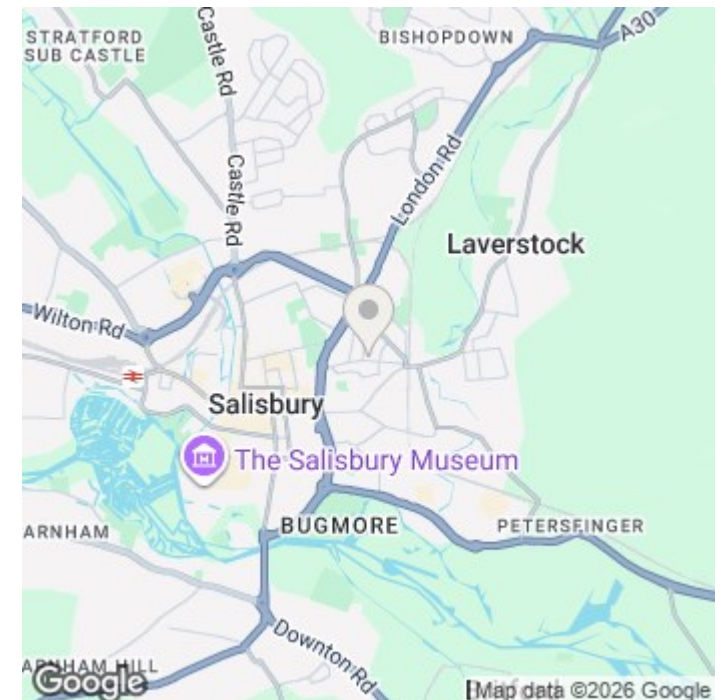 STRATFORD
SUB CASTLE
Castle Rd
BISHOPDOWN
A30
Castle Rd
London Rd
Laverstock
Wilton Rd
Salisbury
The Salisbury Museum
BUGMORE
PETERSFINGER
ARNHAM
Downton Rd
ARNHAM HILL
Google
Map data ©2026 Google